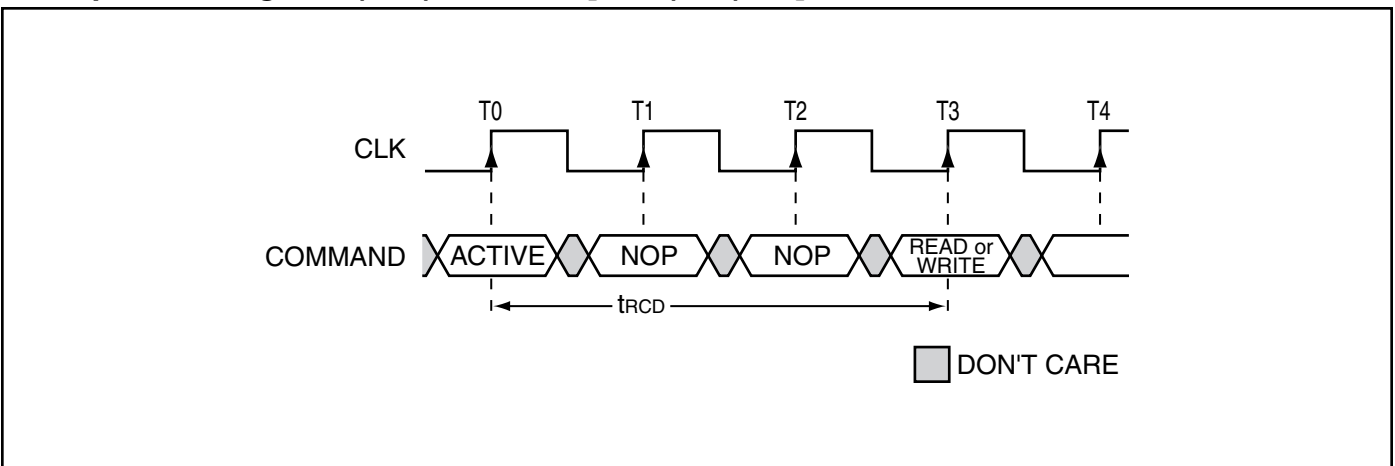 T0 T1 T2 T3 T4
CLK
COMMAND ACTIVE NOP NOP READ or
WRITE
tRCD
DON'T CARE